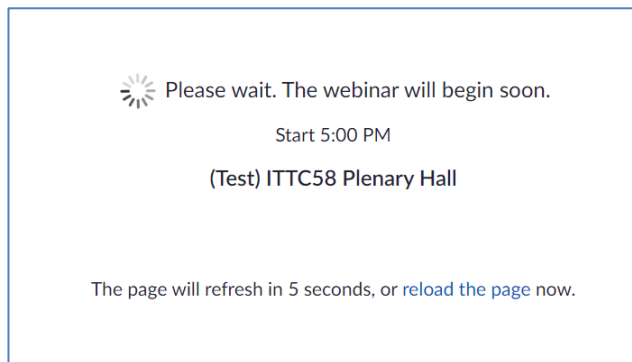 Please wait. The webinar will begin soon.
Start 5:00 PM
(Test) ITTC58 Plenary Hall
The page will refresh in 5 seconds, or reload the page now.